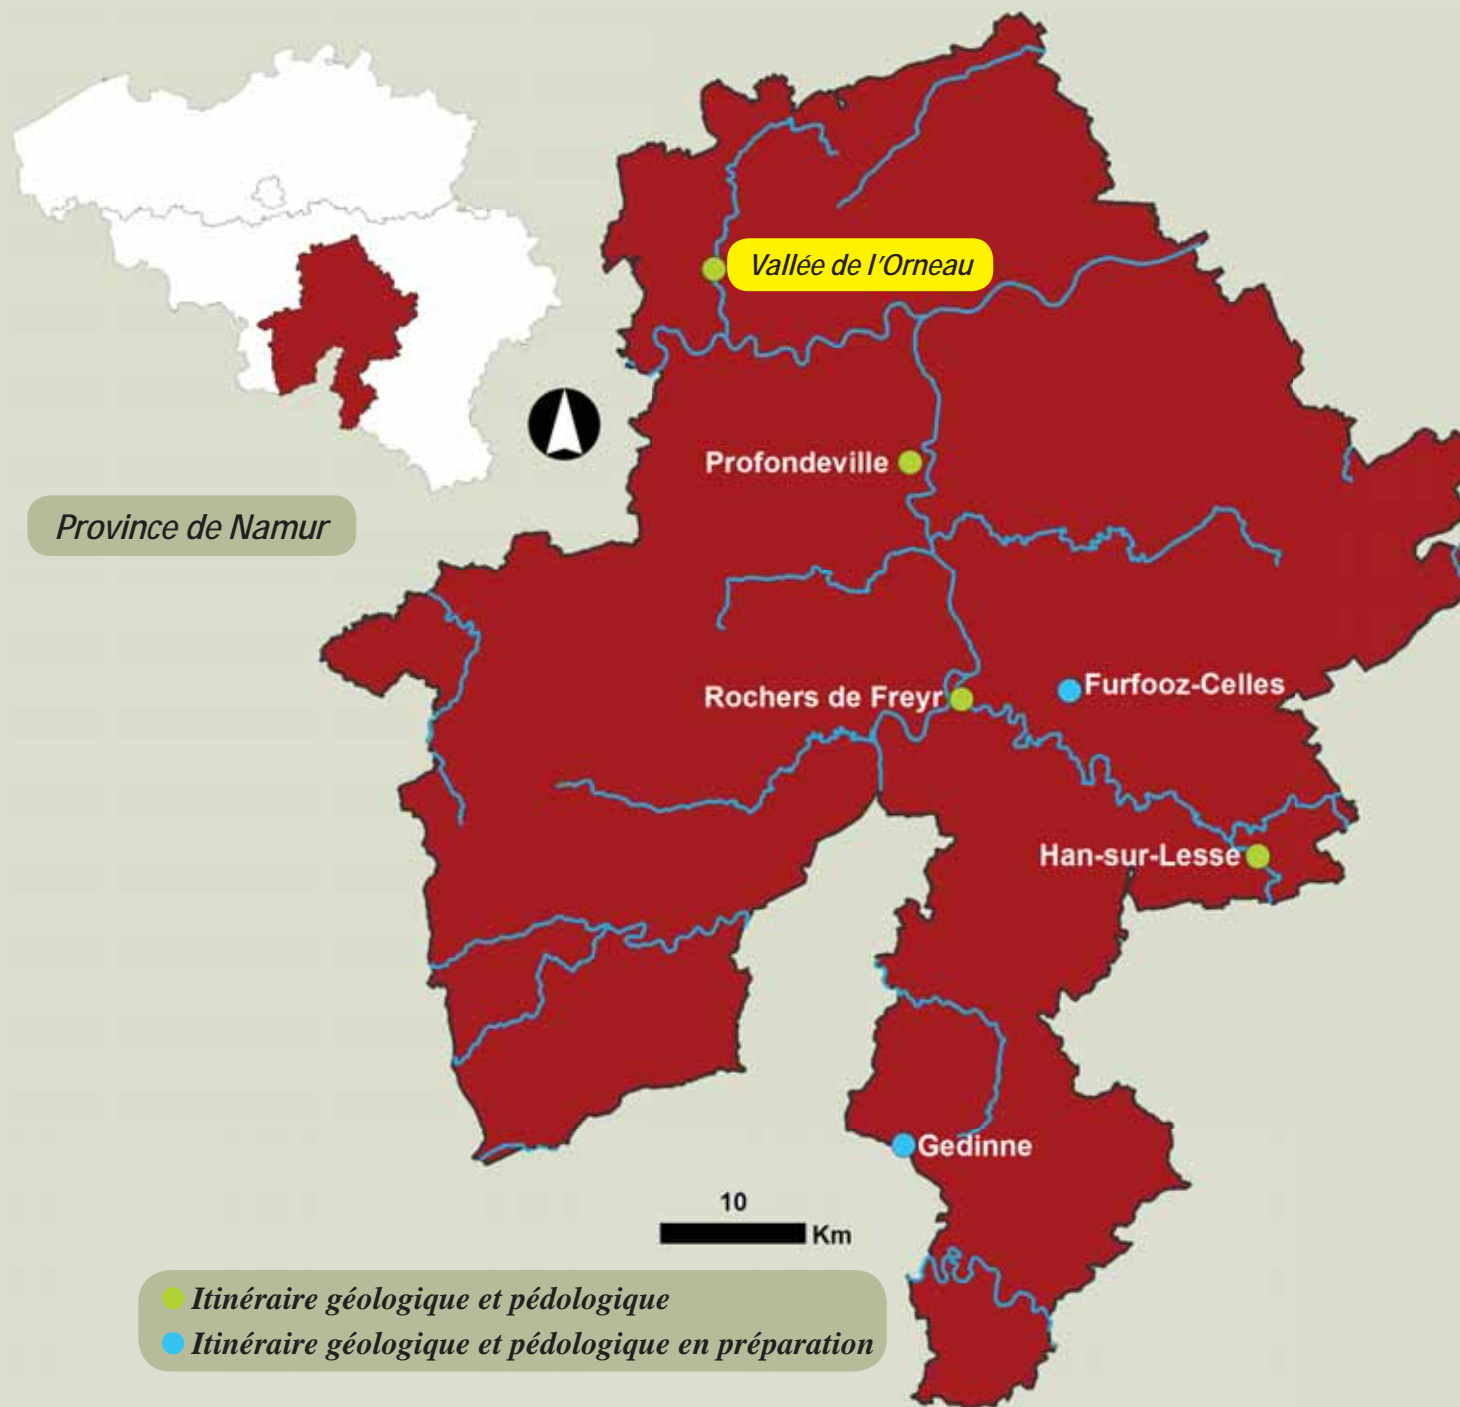 Vallée de l'Orneau
Profondeville
Province de Namur
Rochers de Freyr
Furfooz-Celles
Han-sur-Lesse
Gedinne
10
Km
Itinéraire géologique et pédologique
Itinéraire géologique et pédologique en préparation